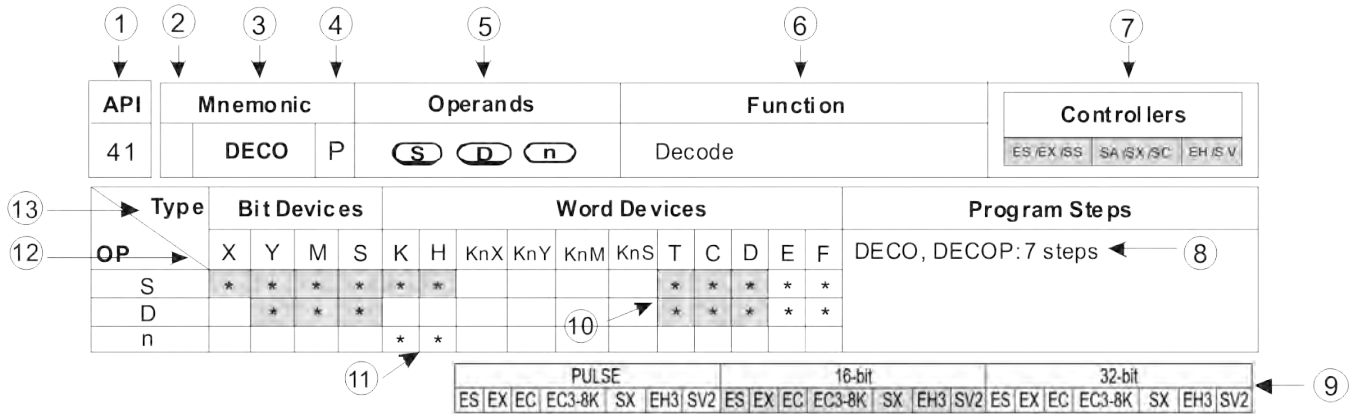 1 2 3 4 5 6 7
API Mnemonic Operands Function Controllers
41 DECO P S D n Decode ES/EX/SS SA/SX/SC EH/SV
13 Type Bit Devices Word Devices Program Steps
12 OP X Y M S K H KnX KnY KnM KnS T C D E F DECO, DECOP: 7 steps 8
S * * * * * * * * * * *
D * * * * * * * *
n * *
10
11
PULSE 16-bit 32-bit 9
ES EX EC EC3-8K SX EH3 SV2 ES EX EC EC3-8K SX EH3 SV2 ES EX EC EC3-8K SX EH3 SV2